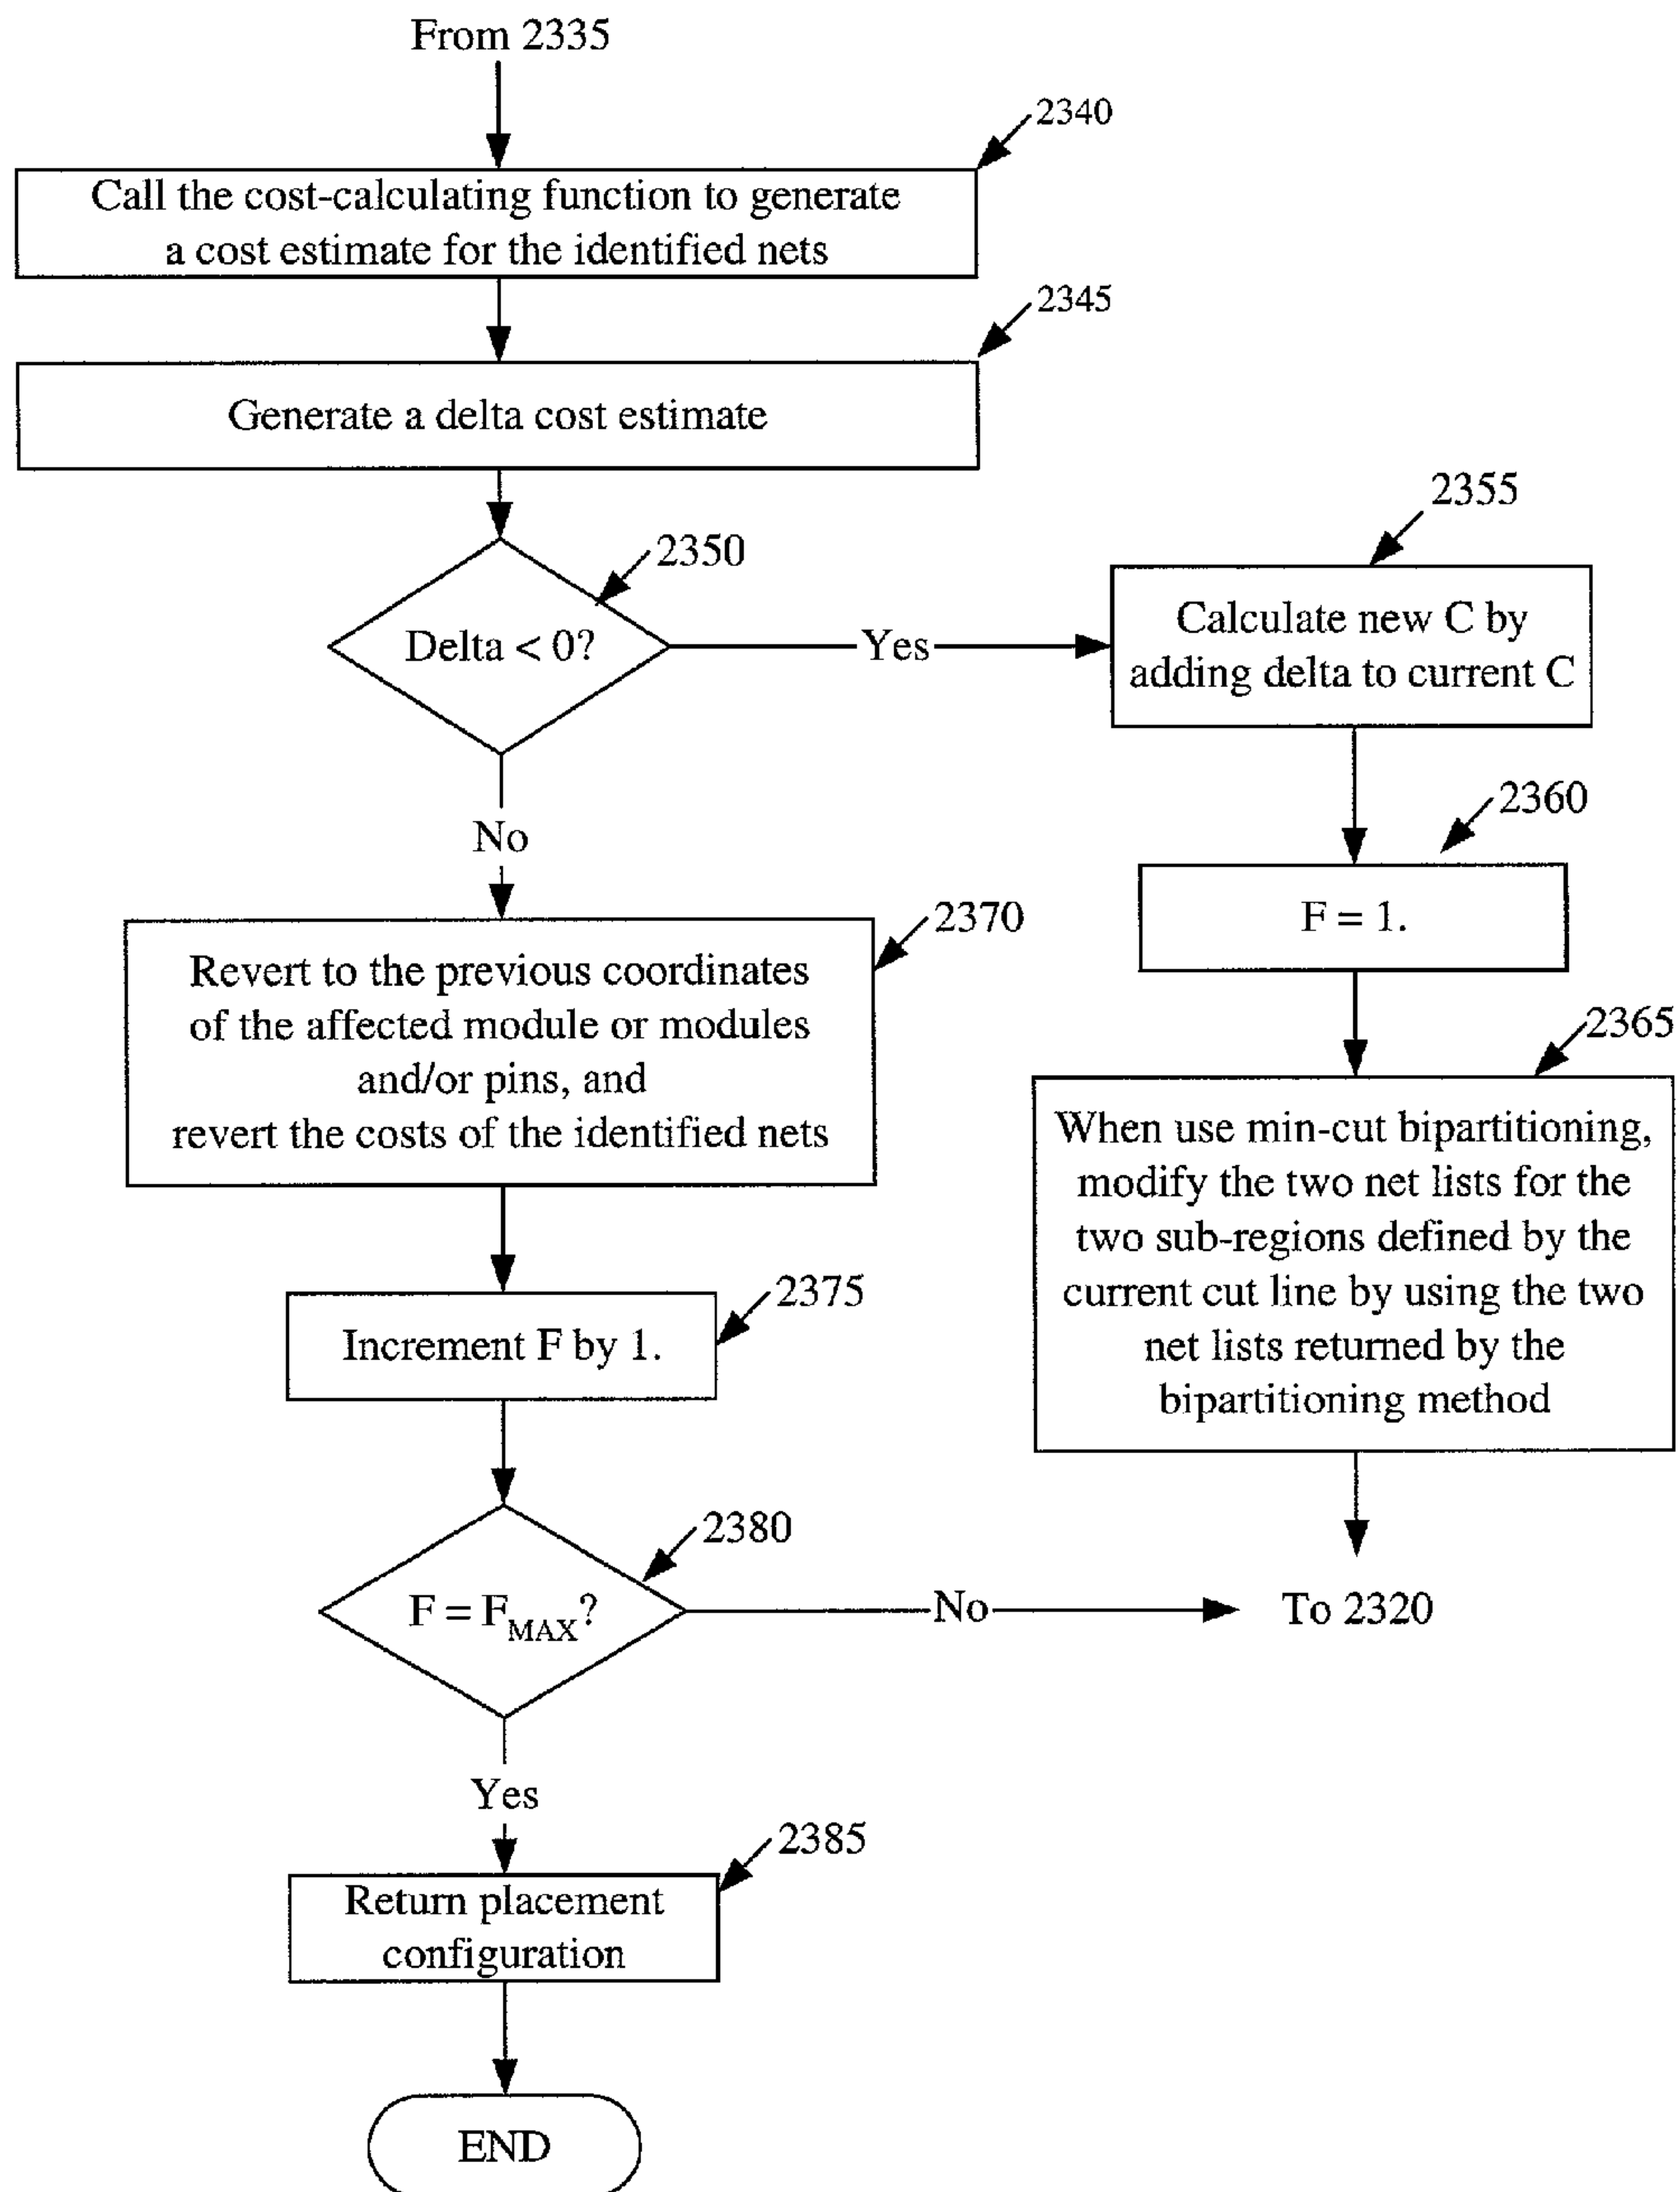 From 2335
2340
Call the cost-calculating function to generate
a cost estimate for the identified nets
2345
Generate a delta cost estimate
2350
Delta < 0?
Yes
2355
Calculate new C by
adding delta to current C
2360
F = 1.
2365
When use min-cut bipartitioning,
modify the two net lists for the
two sub-regions defined by the
current cut line by using the two
net lists returned by the
bipartitioning method
No
2370
Revert to the previous coordinates
of the affected module or modules
and/or pins, and
revert the costs of the identified nets
2375
Increment F by 1.
2380
F = FMAX?
No
To 2320
Yes
2385
Return placement
configuration
END